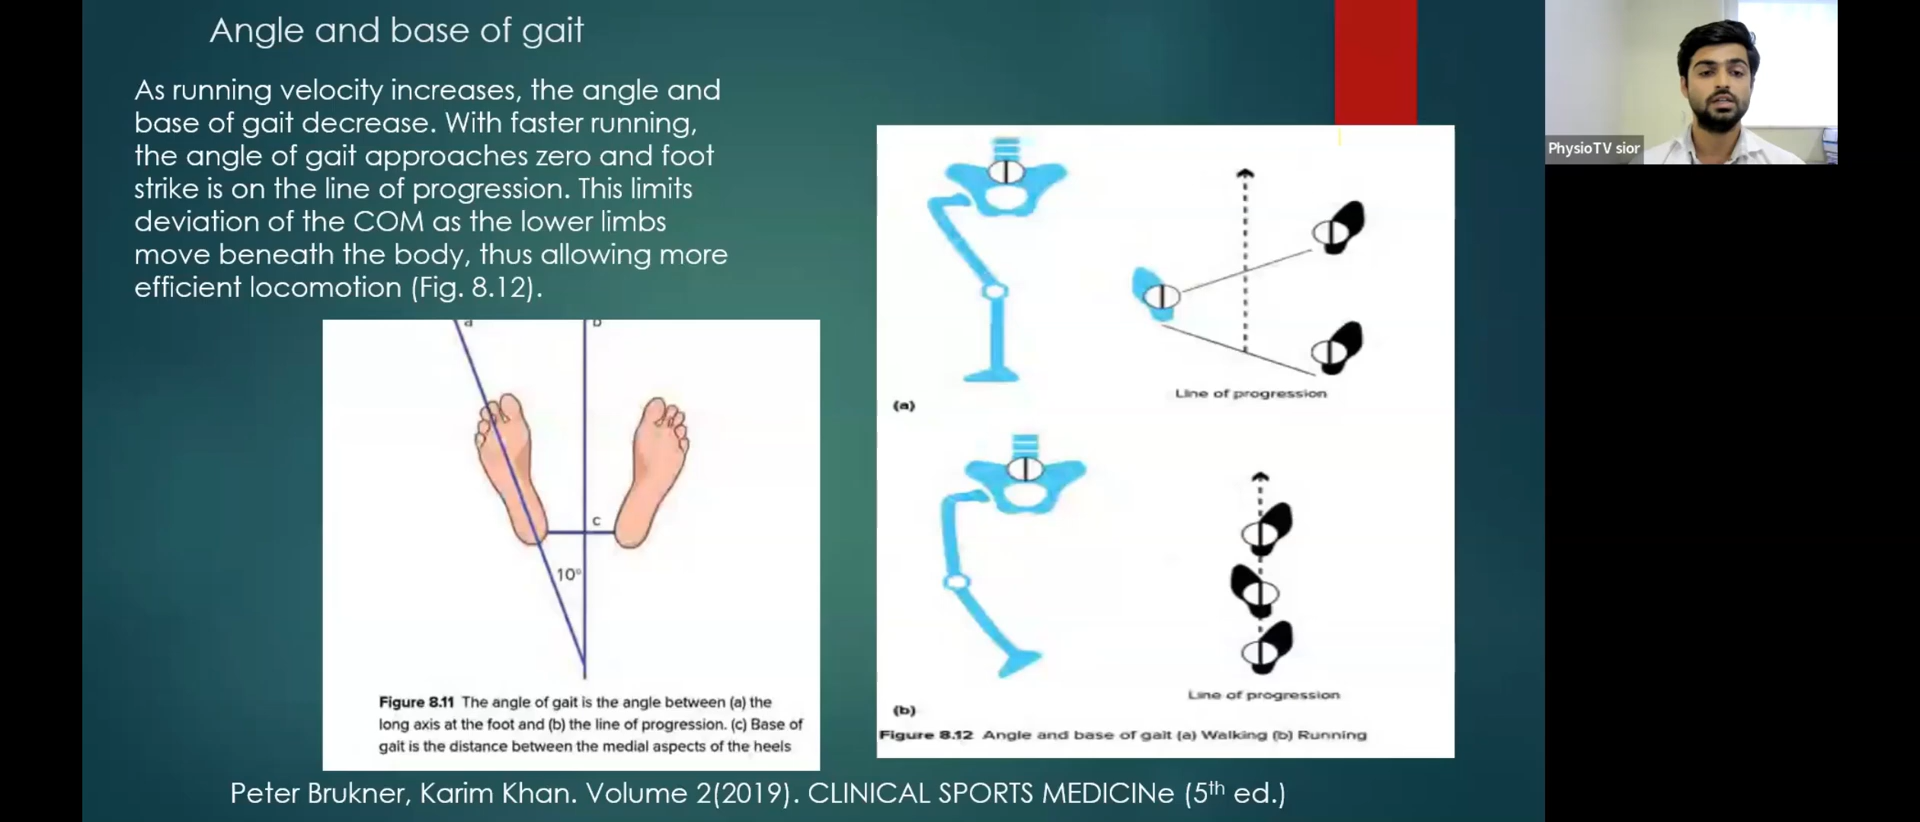 Angle and base of gait
As running velocity increases, the angle and
base of gait decrease. With faster running,
the angle of gait approaches zero and foot
strike is on the line of progression. This limits
deviation of the COM as the lower limbs
move beneath the body, thus allowing more
efficient locomotion (Fig. 8.12).
a
b
c
10°
Figure 8.11 The angle of gait is the angle between (a) the
long axis at the foot and (b) the line of progression. (c) Base of
gait is the distance between the medial aspects of the heels
Line of progression
(a)
Line of progression
(b)
Figure 8.12 Angle and base of gait (a) Walking (b) Running
Peter Brukner, Karim Khan. Volume 2(2019). CLINICAL SPORTS MEDICINe (5th ed.)
PhysioTV sior